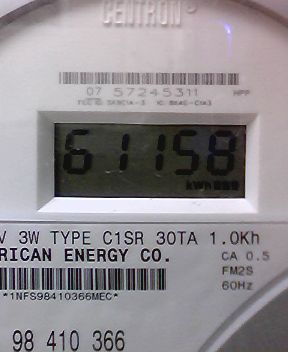 CENTRON
07 57245311 HPP
61158
kWh
V 3W TYPE C1SR 30TA 1.0Kh
RICAN ENERGY CO. CA 0.5
FM2S
*1NFS98410366MEC* 60Hz
98 410 366